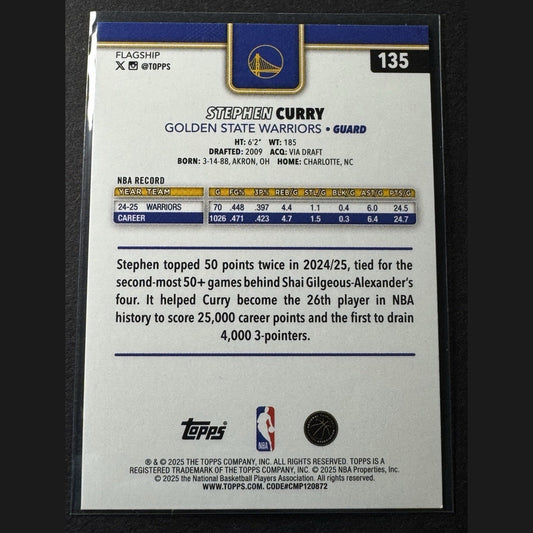 FLAGSHIP
X @TOPPS
135
STEPHEN CURRY
GOLDEN STATE WARRIORS • GUARD
HT: 6'2" WT: 185
DRAFTED: 2009 ACQ: VIA DRAFT
BORN: 3-14-88, AKRON, OH HOME: CHARLOTTE, NC
NBA RECORD
YEAR TEAM G FG% 3P% REB/G STL/G BLK/G AST/G PTS/G
24-25 WARRIORS 70 .448 .397 4.4 1.1 0.4 6.0 24.5
CAREER 1026 .471 .423 4.7 1.5 0.3 6.4 24.7
Stephen topped 50 points twice in 2024/25, tied for the
second-most 50+ games behind Shai Gilgeous-Alexander's
four. It helped Curry become the 26th player in NBA
history to score 25,000 career points and the first to drain
4,000 3-pointers.
Topps
NBA
® & © 2025 THE TOPPS COMPANY, INC. ALL RIGHTS RESERVED. TOPPS IS A
REGISTERED TRADEMARK OF THE TOPPS COMPANY, INC. © 2025 NBA Properties, Inc.
© 2025 the National Basketball Players Association. All rights reserved.
WWW.TOPPS.COM. CODE#CMP120872